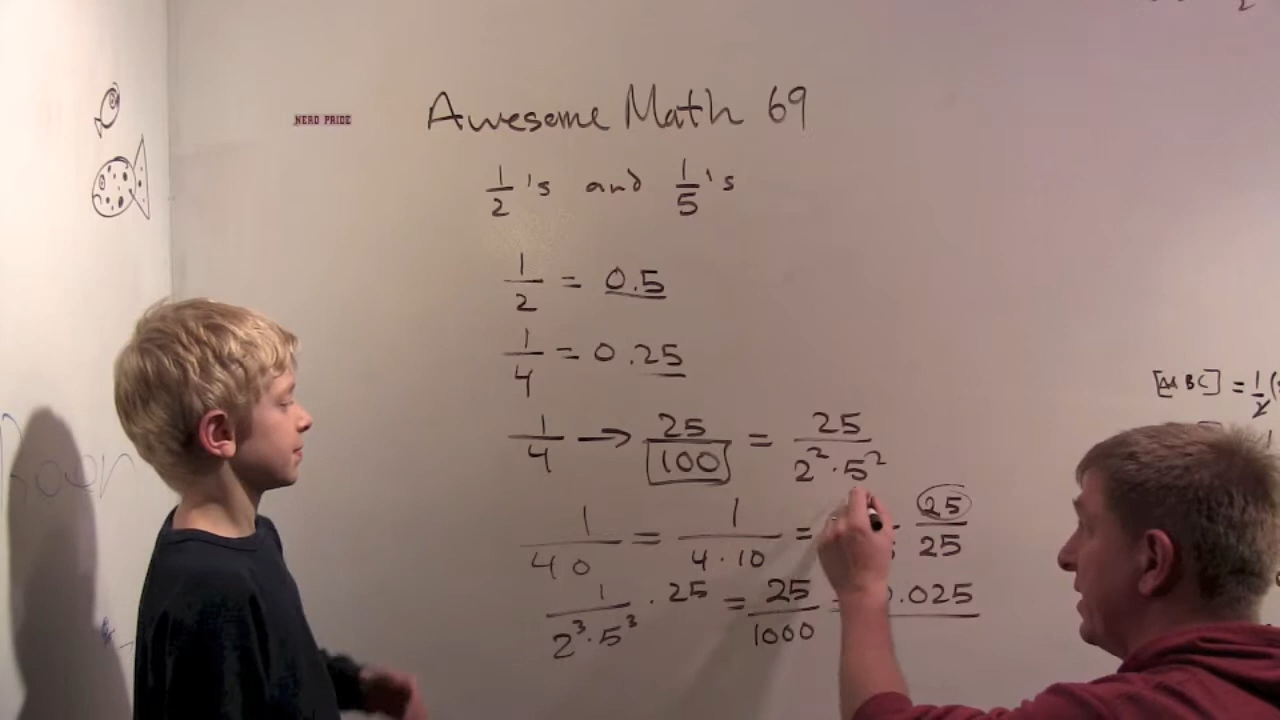 NERD PRIDE
Awesome Math 69
1/2's and 1/5's
1/2 = 0.5
1/4 = 0.25
1/4 → 25/100 = 25/2²·5²
1/40 = 1/4·10 = 25/25
1/2³·5³ · 25 = 25/1000 = .025
= 1/2